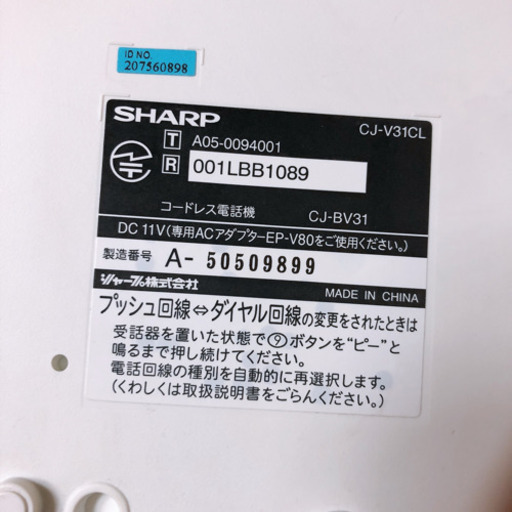 ID NO.
207560898
SHARP CJ-V31CL
T A05-0094001
R 001LBB1089
コードレス電話機 CJ-BV31
DC 11V(専用ACアダプターEP-V80をご使用ください。)
製造番号 A- 50509899
シャープ株式会社 MADE IN CHINA
プッシュ回線⇔ダイヤル回線の変更をされたときは
受話器を置いた状態で⑨ボタンを"ピー"と
鳴るまで押し続けてください。
電話回線の種別を自動的に再選択します。
(くわしくは取扱説明書をごらんください。)